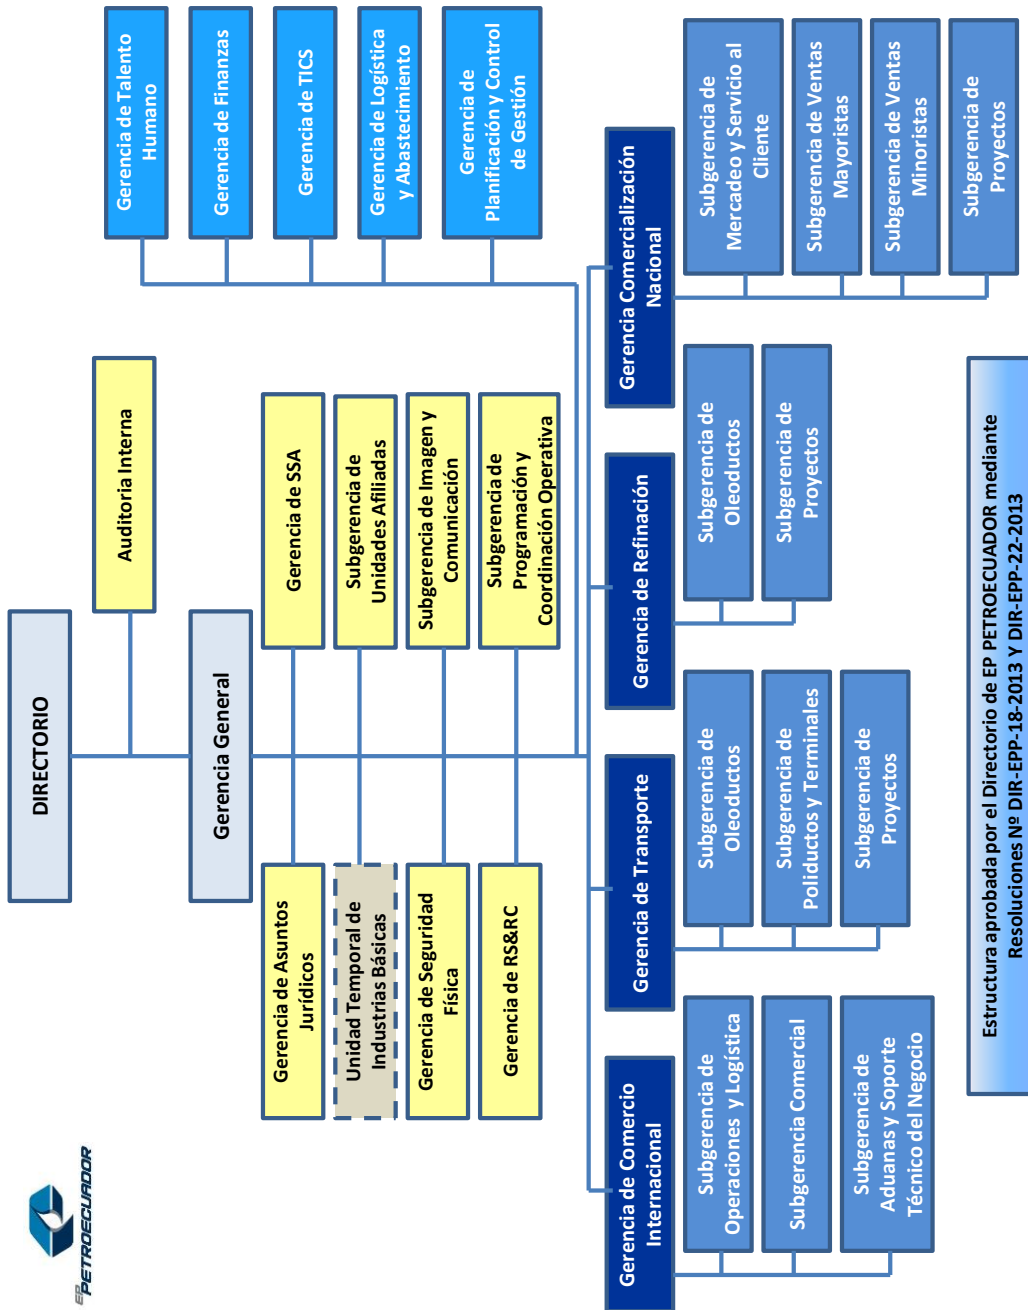 EP
PETROECUADOR
DIRECTORIO
Auditoria Interna
Gerencia General
Gerencia de Talento
Humano
Gerencia de Finanzas
Gerencia de TICS
Gerencia de Logística
y Abastecimiento
Gerencia de
Planificación y Control
de Gestión
Gerencia de Asuntos
Jurídicos
Gerencia de SSA
Unidad Temporal de
Industrias Básicas
Subgerencia de
Unidades Afiliadas
Gerencia de Seguridad
Física
Subgerencia de Imagen y
Comunicación
Gerencia de RS&RC
Subgerencia de
Programación y
Coordinación Operativa
Gerencia de Comercio
Internacional
Subgerencia de
Operaciones y Logística
Subgerencia Comercial
Subgerencia de
Aduanas y Soporte
Técnico del Negocio
Gerencia de Transporte
Subgerencia de
Oleoductos
Subgerencia de
Poliductos y Terminales
Subgerencia de
Proyectos
Gerencia de Refinación
Subgerencia de
Oleoductos
Subgerencia de
Proyectos
Gerencia Comercialización
Nacional
Subgerencia de
Mercadeo y Servicio al
Cliente
Subgerencia de Ventas
Mayoristas
Subgerencia de Ventas
Minoristas
Subgerencia de
Proyectos
Estructura aprobada por el Directorio de EP PETROECUADOR mediante
Resoluciones Nº DIR-EPP-18-2013 Y DIR-EPP-22-2013